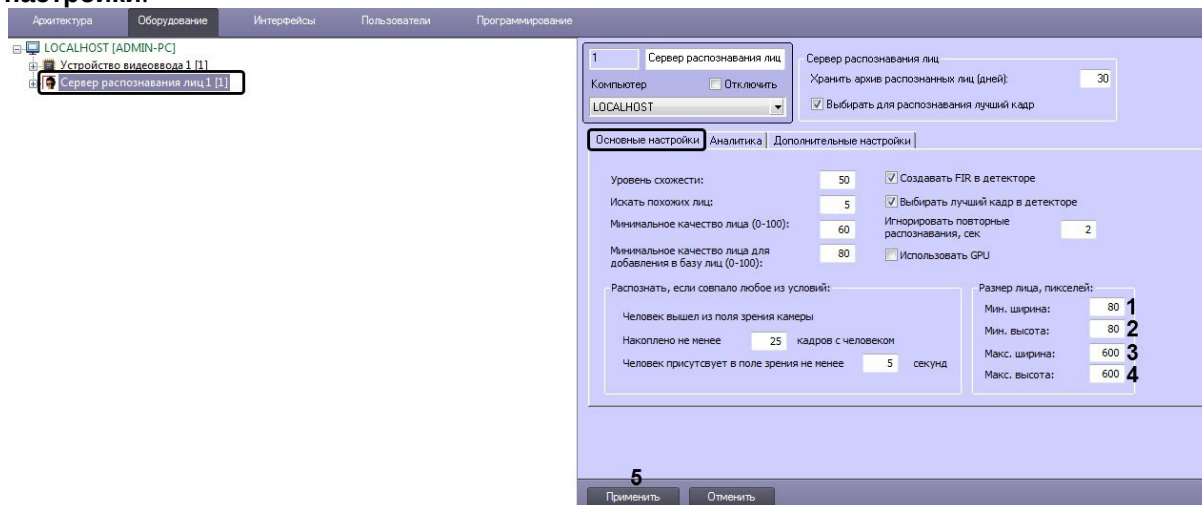 настройки.
Архитектура Оборудование Интерфейсы Пользователи Программирование
LOCALHOST [ADMIN-PC]
Устройство видеоввода 1 [1]
Сервер распознавания лиц 1 [1]
1 Сервер распознавания лиц
Компьютер Отключить
LOCALHOST
Сервер распознавания лиц
Хранить архив распознанных лиц (дней): 30
Выбирать для распознавания лучший кадр
Основные настройки Аналитика Дополнительные настройки
Уровень схожести: 50
Искать похожих лиц: 5
Минимальное качество лица (0-100): 60
Минимальное качество лица для
добавления в базу лиц (0-100): 80
Создавать FIR в детекторе
Выбирать лучший кадр в детекторе
Игнорировать повторные
распознавания, сек 2
Использовать GPU
Распознать, если совпало любое из условий:
Человек вышел из поля зрения камеры
Накоплено не менее 25 кадров с человеком
Человек присутсвует в поле зрения не менее 5 секунд
Размер лица, пикселей:
Мин. ширина: 80 1
Мин. высота: 80 2
Макс. ширина: 600 3
Макс. высота: 600 4
5
Применить Отменить